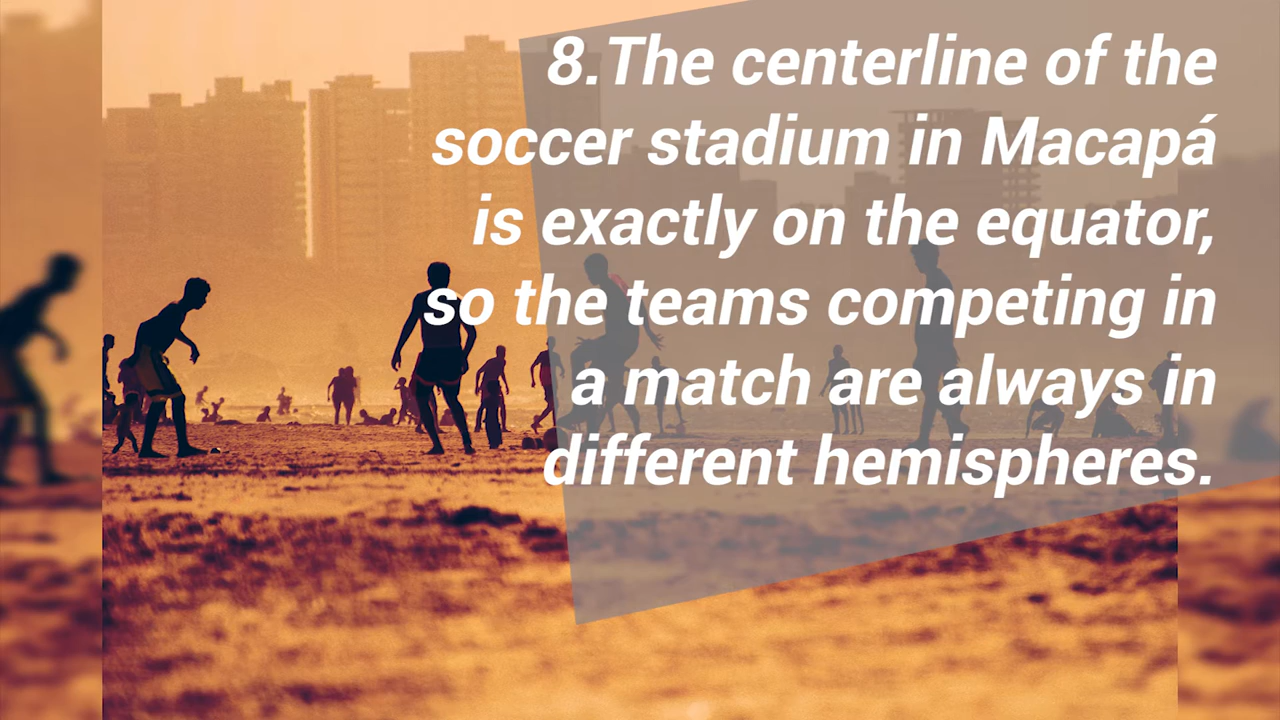 8.The centerline of the
soccer stadium in Macapá
is exactly on the equator,
so the teams competing in
a match are always in
different hemispheres.